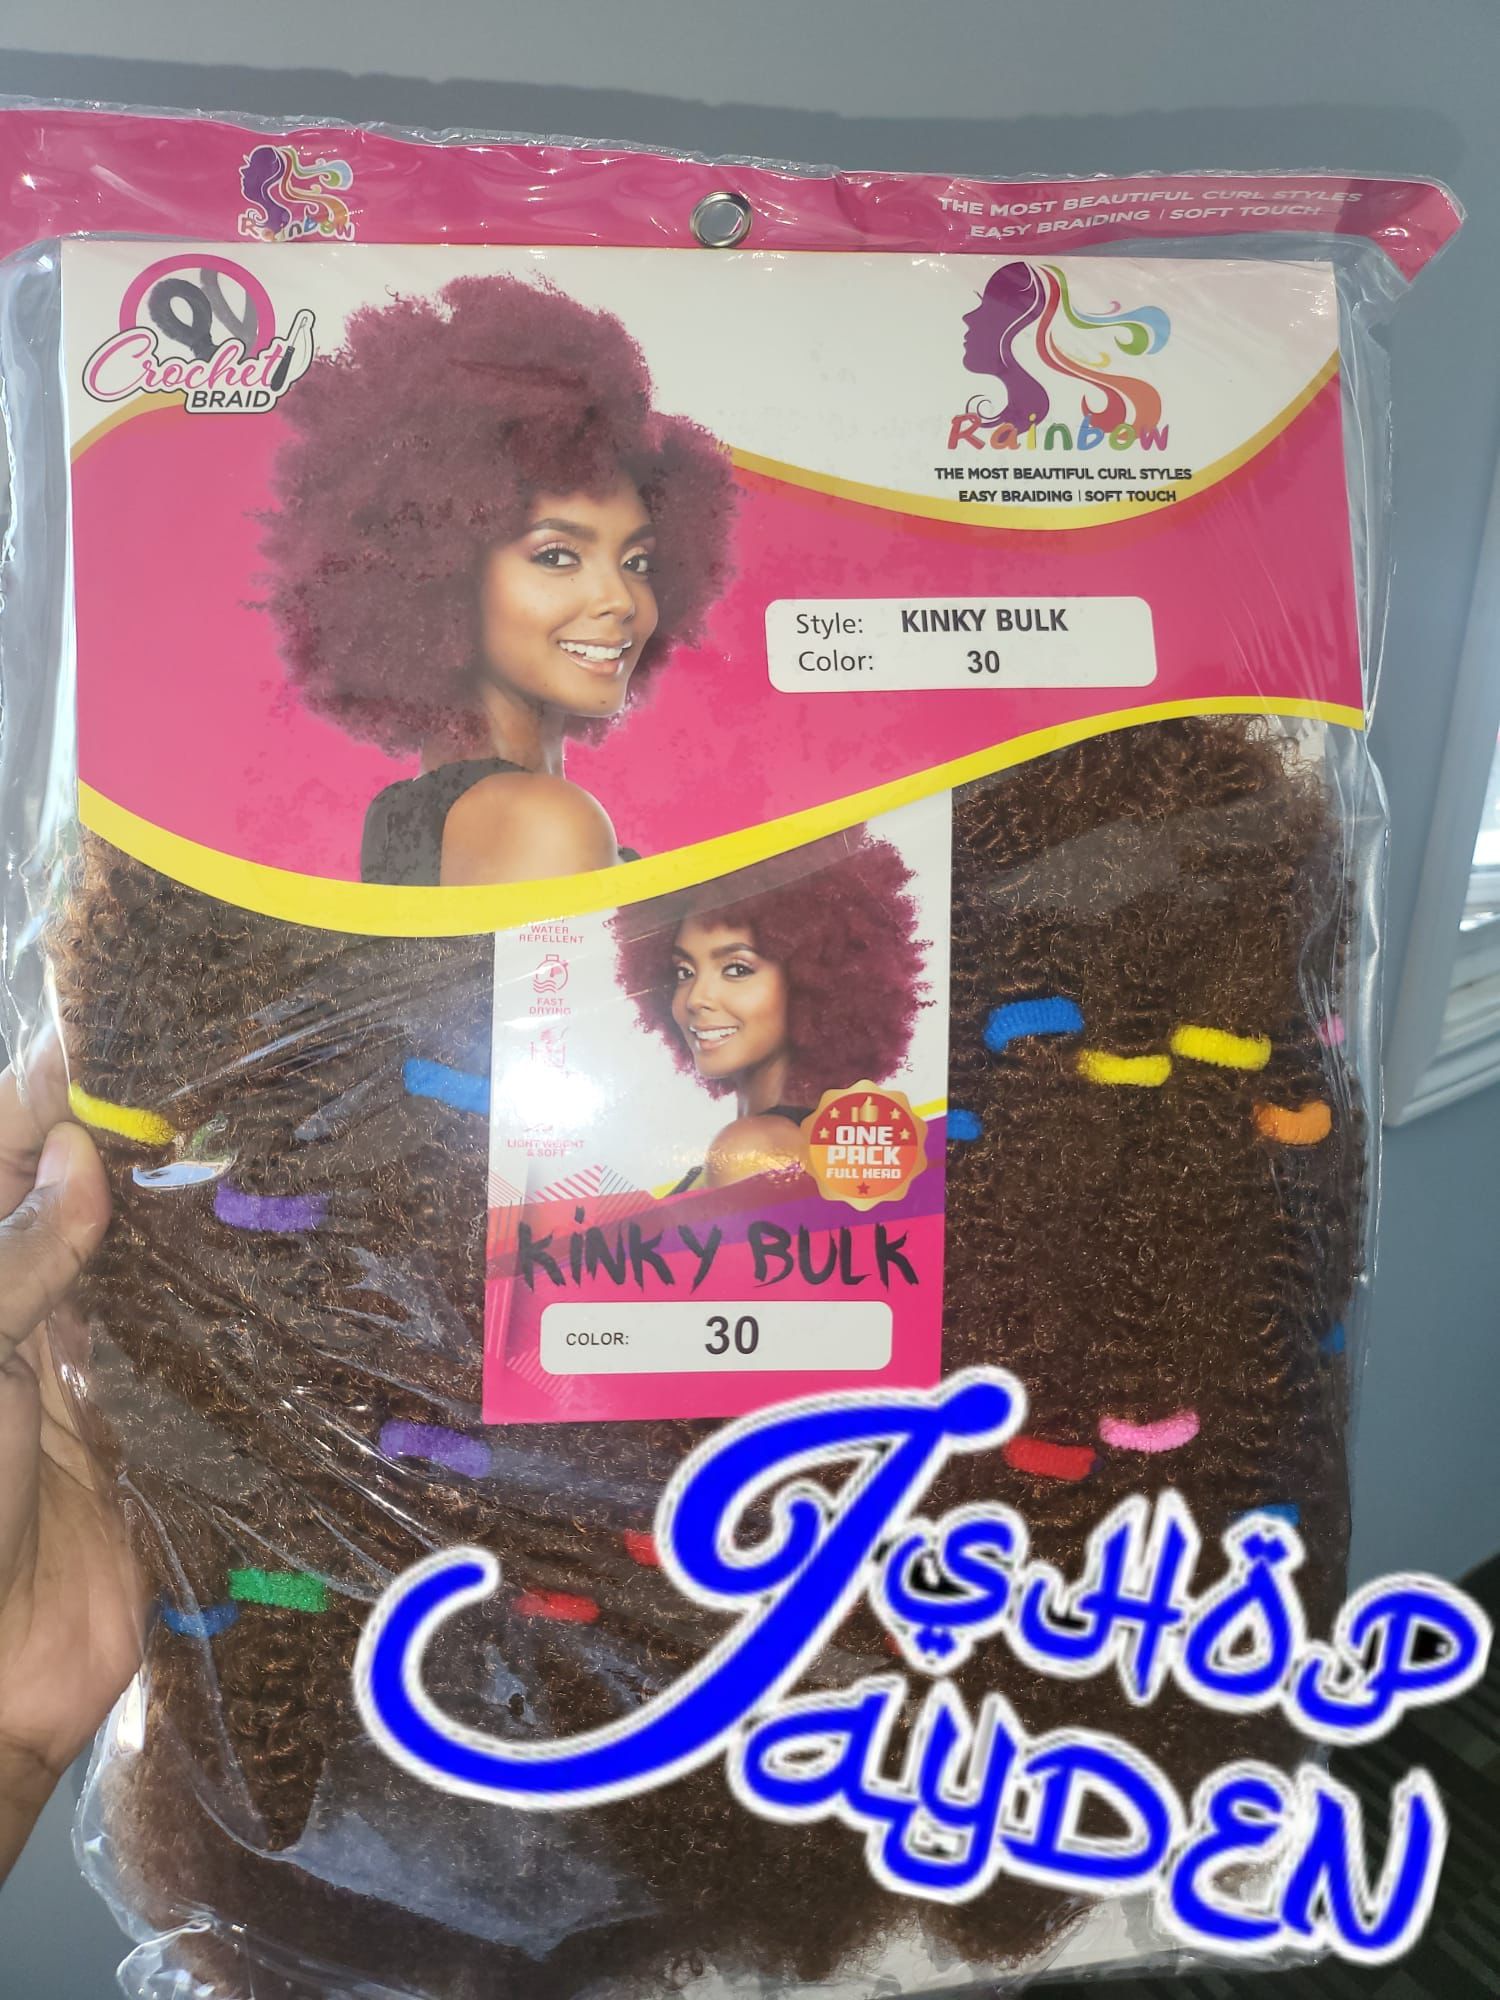 Rainbow
THE MOST BEAUTIFUL CURL STYLES
EASY BRAIDING | SOFT TOUCH
Crochet
BRAID
Rainbow
THE MOST BEAUTIFUL CURL STYLES
EASY BRAIDING | SOFT TOUCH
Style: KINKY BULK
Color: 30
WATER
REPELLENT
FAST
DRYING
LIGHT WEIGHT
& SOFT
ONE
PACK
FULL HEAD
KINKY BULK
COLOR: 30
JSHOP
JAYDEN